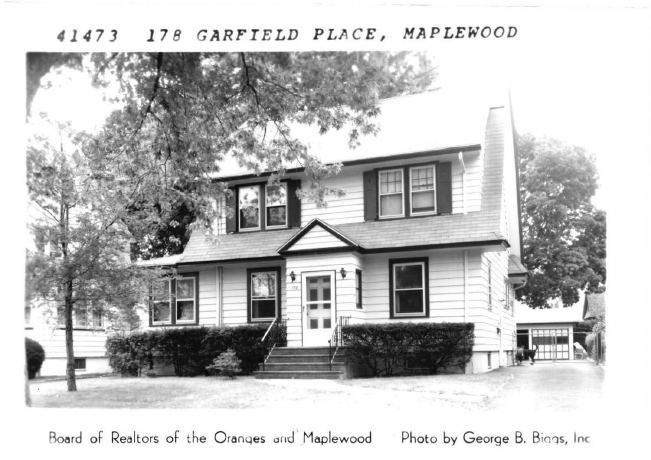 41473 178 GARFIELD PLACE, MAPLEWOOD
Board of Realtors of the Oranges and Maplewood Photo by George B. Biggs, Inc